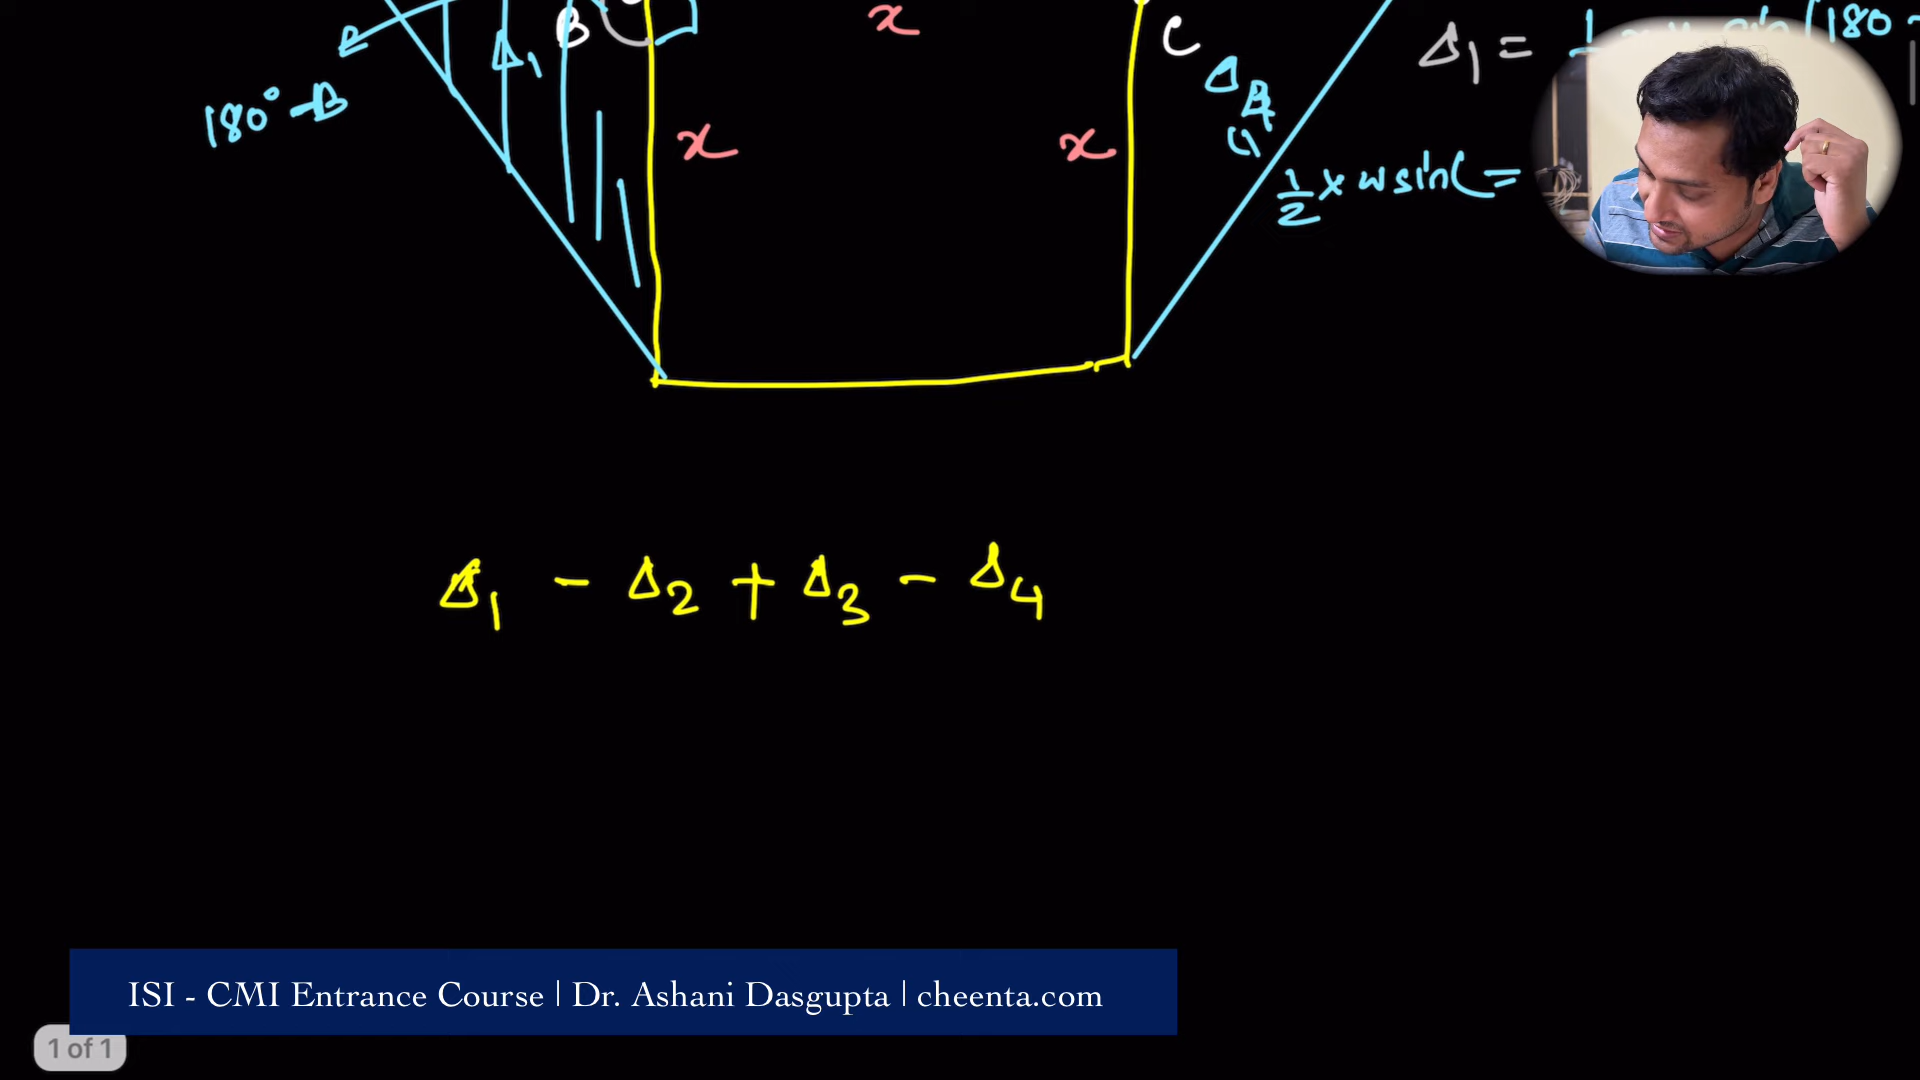 x
B
C
Δ₁
Δ₁ =
180
180° - B
x
x
Δ₄
½ x w sin C =
Δ₁ - Δ₂ + Δ₃ - Δ₄
ISI - CMI Entrance Course | Dr. Ashani Dasgupta | cheenta.com
1 of 1